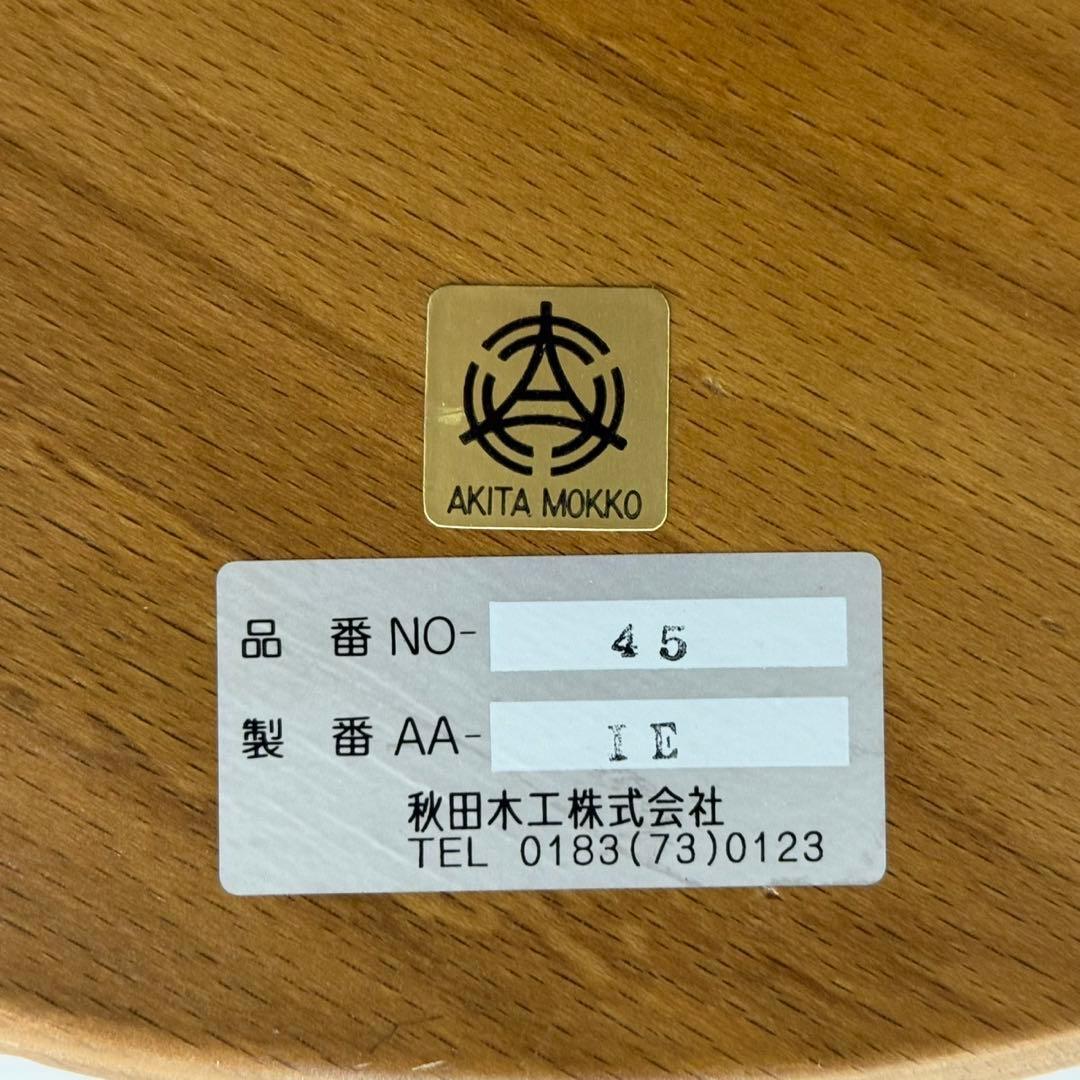 AKITA MOKKO
品 番 NO- 45
製 番 AA- IE
秋田木工株式会社
TEL 0183(73)0123